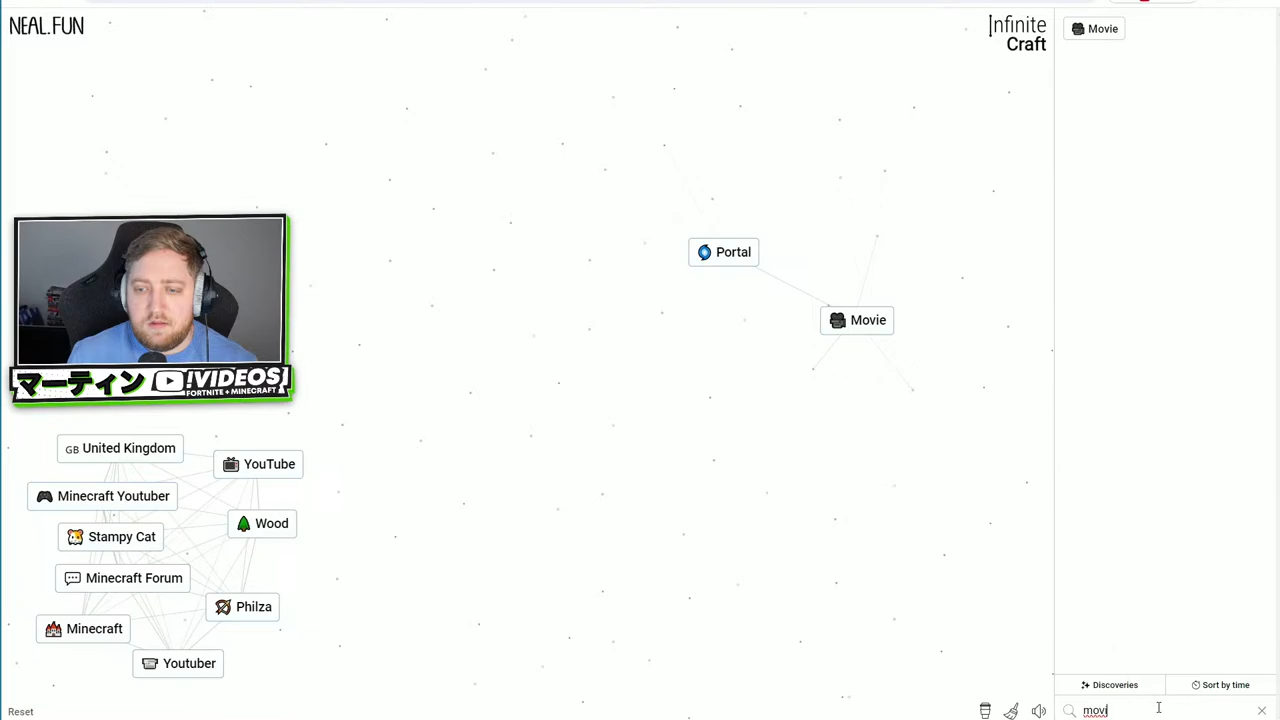 NEAL.FUN
Infinite
Craft
Movie
Portal
Movie
マーティン !VIDEOS
FORTNITE + MINECRAFT
GB United Kingdom
YouTube
Minecraft Youtuber
Wood
Stampy Cat
Minecraft Forum
Philza
Minecraft
Youtuber
Discoveries
Sort by time
Reset
movi